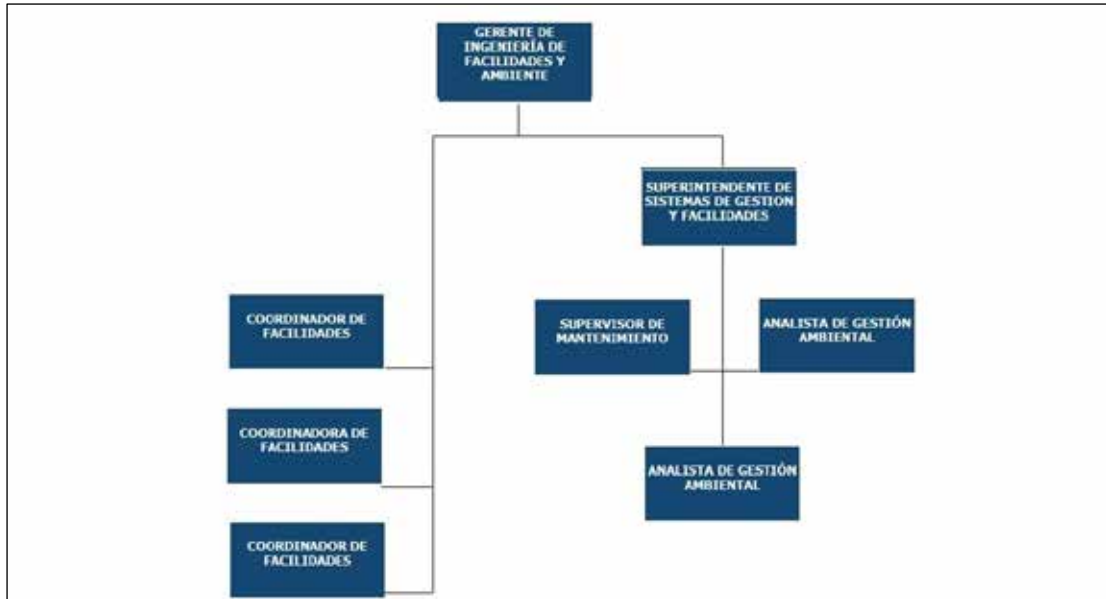 GERENTE DE
INGENIERÍA DE
FACILIDADES Y
AMBIENTE
SUPERINTENDENTE DE
SISTEMAS DE GESTION
Y FACILIDADES
COORDINADOR DE
FACILIDADES
SUPERVISOR DE
MANTENIMIENTO
ANALISTA DE GESTIÓN
AMBIENTAL
COORDINADORA DE
FACILIDADES
ANALISTA DE GESTIÓN
AMBIENTAL
COORDINADOR DE
FACILIDADES